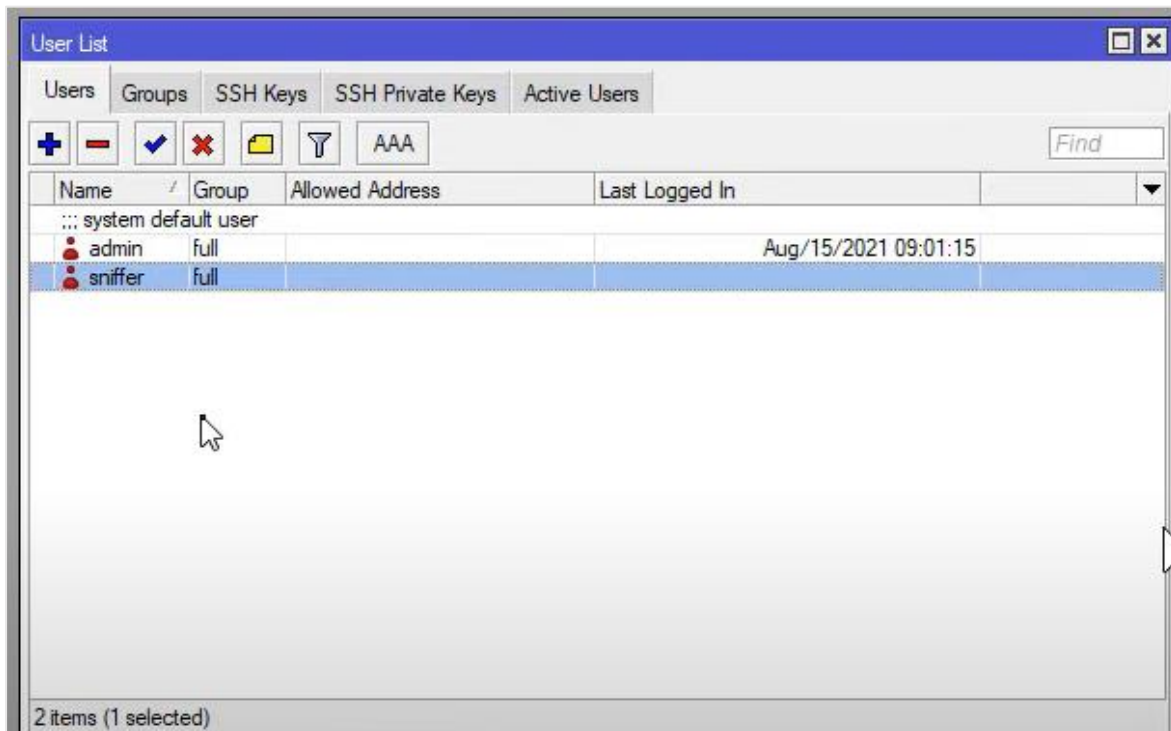 User List
Users Groups SSH Keys SSH Private Keys Active Users
AAA Find
Name Group Allowed Address Last Logged In
;;; system default user
admin full Aug/15/2021 09:01:15
sniffer full
2 items (1 selected)